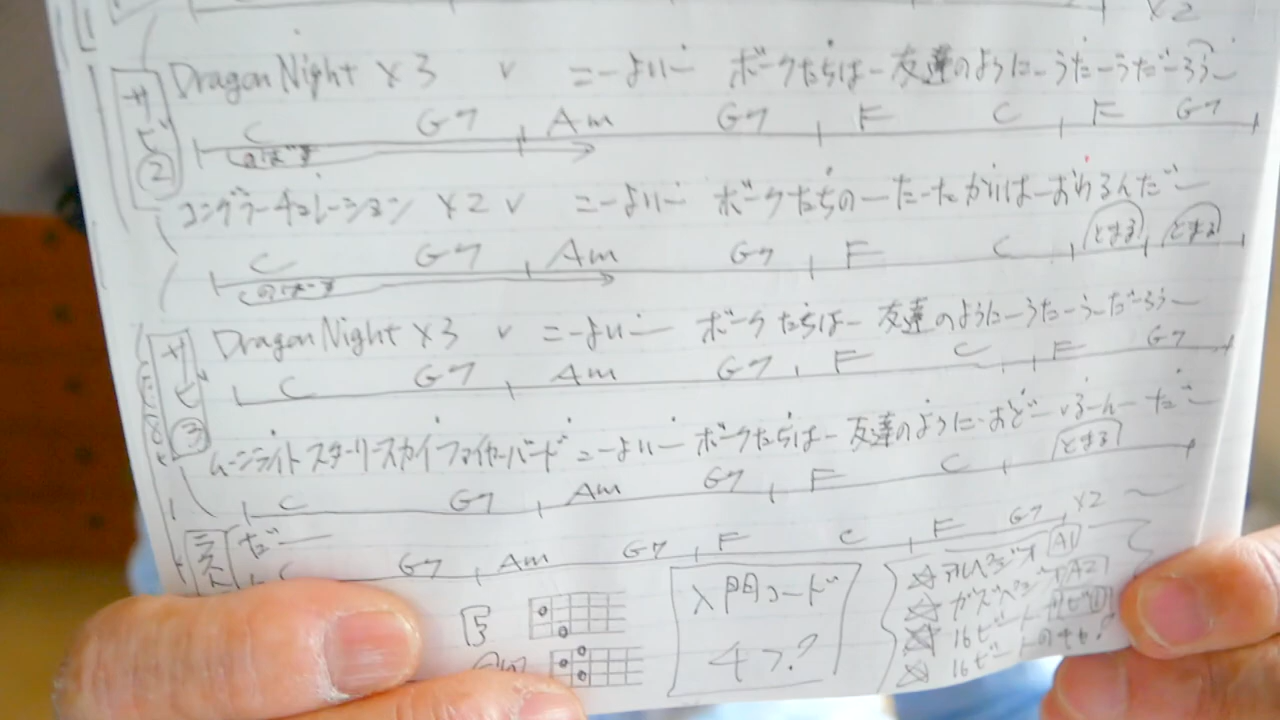 ×2
サビ② Dragon Night ×3 v こーよいー ボークたちはー友達のようにーうたーうだーろうー
C G7 Am G7 F C F G7
のばす
コングラーチュレーション ×2 v こーよいー ボークたちのーたーたかいはーおわるんだー
C G7 Am G7 F C とまる とまる
のばす
サビ③ Dragon Night ×3 v こーよいー ボークたちはー 友達のようにーうたーうーだーろうー
C G7 Am G7 F C F G7
ムーンライトスターリースカイファイヤーバード こーよいーボークたちはー友達のようにーおどーるーんーだー
C G7 Am G7 F C とまる
ラスト だー
C G7 Am G7 F C F G7 ×2
入門コード
4つ?
☆アルペジオ A1
16ビート
16ビート